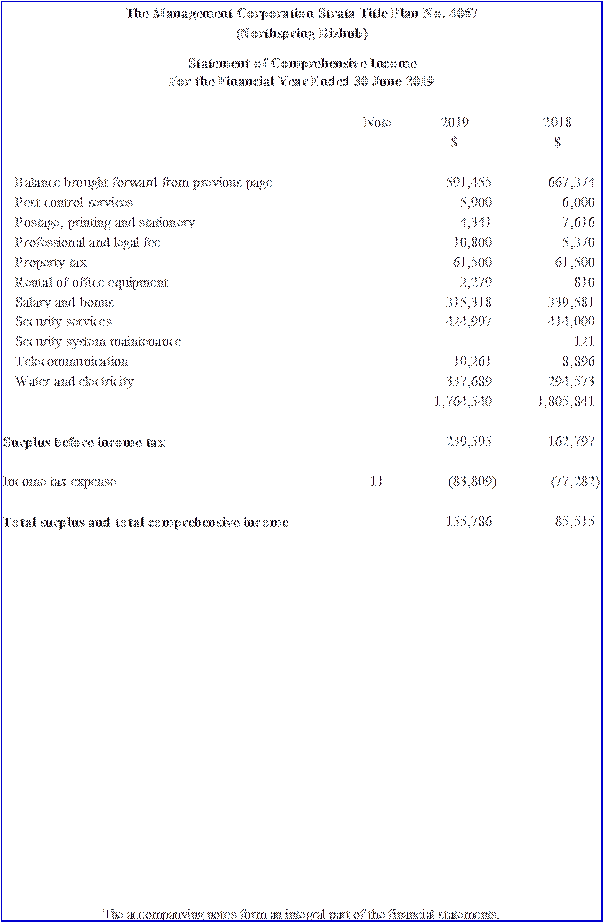 The Management Corporation Strata Title Plan No. 4067
(Northspring Bizhub)
Statement of Comprehensive Income
For the Financial Year Ended 30 June 2019
Note 2019 2018
$ $
Balance brought forward from previous page 591,455 667,374
Pest control services 5,900 6,000
Postage, printing and stationery 4,341 7,616
Professional and legal fee 10,800 5,370
Property tax 61,500 61,500
Rental of office equipment 2,279 810
Salary and bonus 315,318 339,581
Security services 424,997 414,000
Security system maintenance 121
Telecommunication 10,261 8,896
Water and electricity 337,689 294,573
1,764,540 1,805,841
Surplus before income tax 239,595 162,797
Income tax expense 11 (83,809) (77,282)
Total surplus and total comprehensive income 155,786 85,515
The accompanying notes form an integral part of the financial statements.